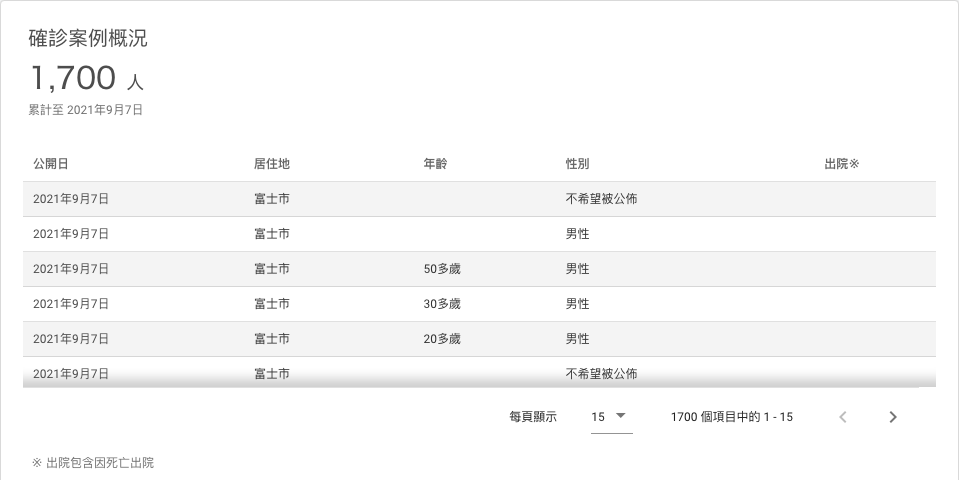 確診案例概況
1,700 人
累計至 2021年9月7日
公開日 居住地 年齡 性別 出院※
2021年9月7日 富士市 不希望被公佈
2021年9月7日 富士市 男性
2021年9月7日 富士市 50多歲 男性
2021年9月7日 富士市 30多歲 男性
2021年9月7日 富士市 20多歲 男性
2021年9月7日 富士市 不希望被公佈
每頁顯示 15 1700 個項目中的 1 - 15
※ 出院包含因死亡出院